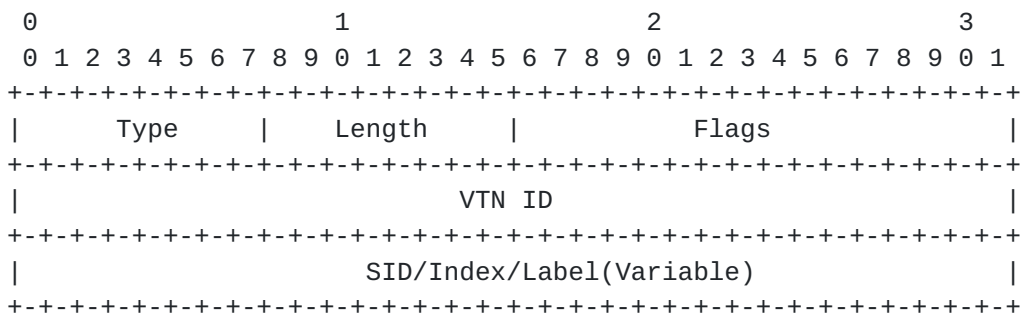 0                   1                   2                   3
 0 1 2 3 4 5 6 7 8 9 0 1 2 3 4 5 6 7 8 9 0 1 2 3 4 5 6 7 8 9 0 1
+-+-+-+-+-+-+-+-+-+-+-+-+-+-+-+-+-+-+-+-+-+-+-+-+-+-+-+-+-+-+-+-+
|      Type     |    Length     |           Flags               |
+-+-+-+-+-+-+-+-+-+-+-+-+-+-+-+-+-+-+-+-+-+-+-+-+-+-+-+-+-+-+-+-+
|                            VTN ID                             |
+-+-+-+-+-+-+-+-+-+-+-+-+-+-+-+-+-+-+-+-+-+-+-+-+-+-+-+-+-+-+-+-+
|                      SID/Index/Label(Variable)                |
+-+-+-+-+-+-+-+-+-+-+-+-+-+-+-+-+-+-+-+-+-+-+-+-+-+-+-+-+-+-+-+-+